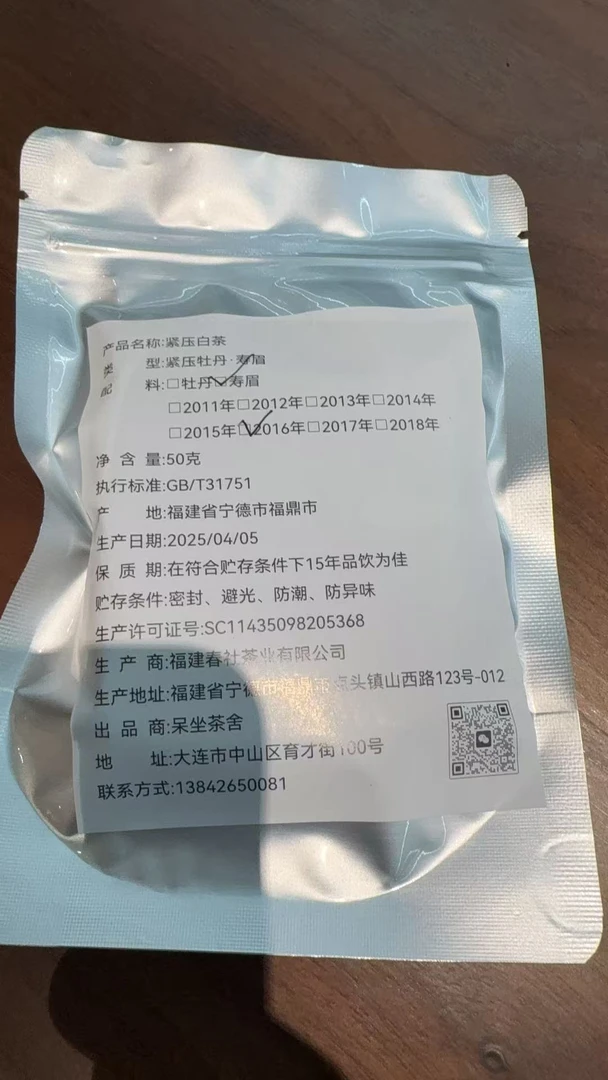 产品名称:紧压白茶
类 型:紧压牡丹·寿眉
配 料:□牡丹☑寿眉
□2011年□2012年□2013年□2014年
□2015年☑2016年□2017年□2018年
净 含 量:50克
执行标准:GB/T31751
产 地:福建省宁德市福鼎市
生产日期:2025/04/05
保 质 期:在符合贮存条件下15年品饮为佳
贮存条件:密封、避光、防潮、防异味
生产许可证号:SC11435098205368
生 产 商:福建春社茶业有限公司
生产地址:福建省宁德市福鼎市点头镇山西路123号-012
出 品 商:呆坐茶舍
地 址:大连市中山区育才街100号
联系方式:13842650081